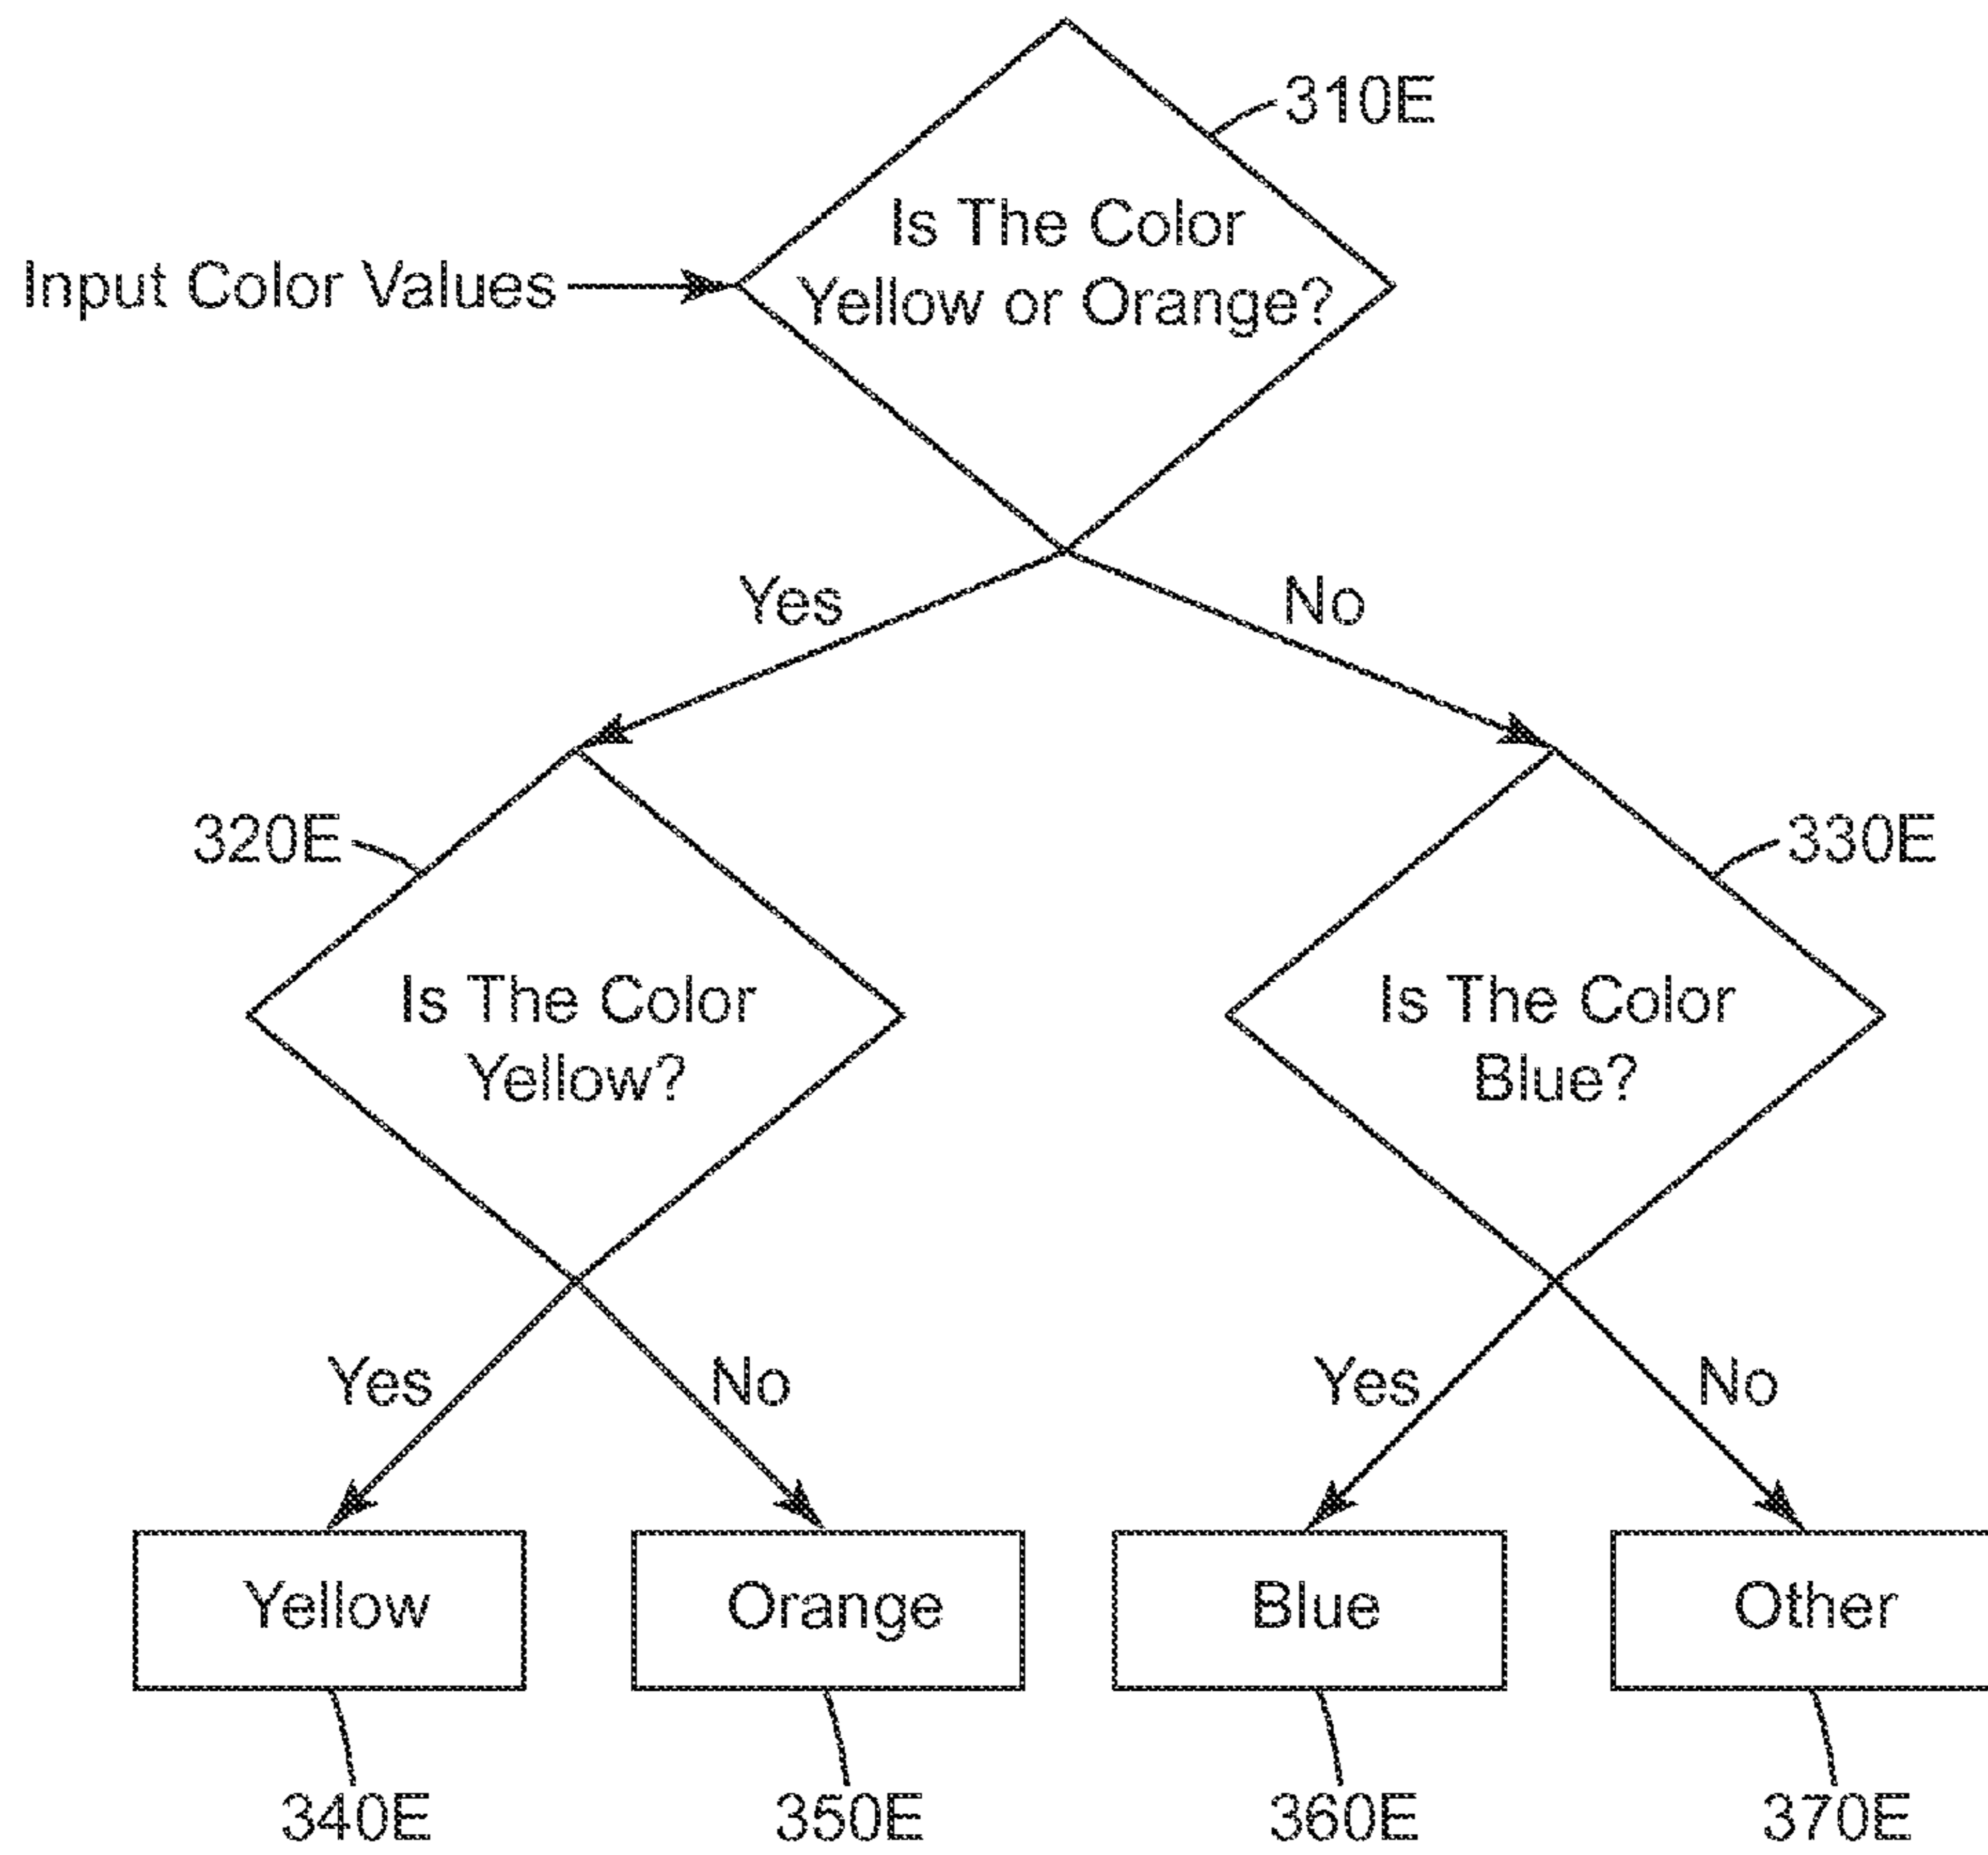 310E
Is The Color
Yellow or Orange?
Input Color Values
Yes
No
320E
330E
Is The Color
Yellow?
Is The Color
Blue?
Yes
No
Yes
No
Yellow
Orange
Blue
Other
340E
350E
360E
370E